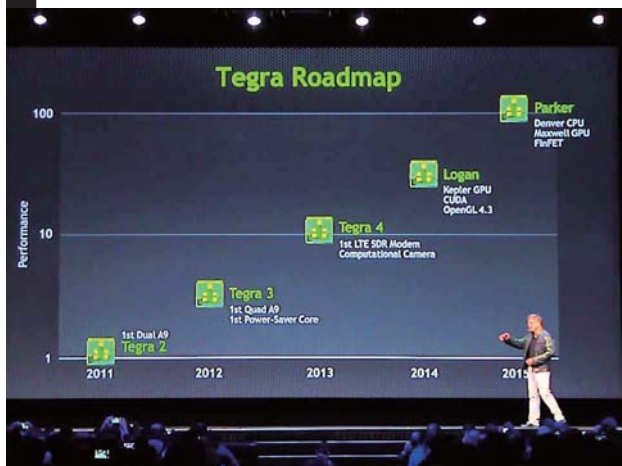 Tegra Roadmap
100
Parker
Denver CPU
Maxwell GPU
FinFET
Logan
Kepler GPU
CUDA
OpenGL 4.3
10
Tegra 4
1st LTE SDR Modem
Computational Camera
Performance
Tegra 3
1st Quad A9
1st Power-Saver Core
1st Dual A9
Tegra 2
1
2011
2012
2013
2014
2015